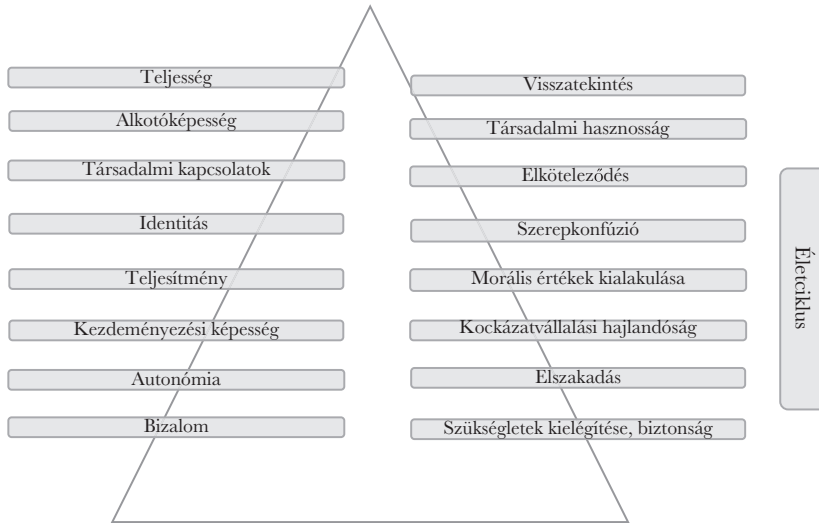 Teljesség
Visszatekintés
Alkotóképesség
Társadalmi hasznosság
Társadalmi kapcsolatok
Elköteleződés
Identitás
Szerepkonfúzió
Teljesítmény
Morális értékek kialakulása
Kezdeményezési képesség
Kockázatvállalási hajlandóság
Autonómia
Elszakadás
Bizalom
Szükségletek kielégítése, biztonság
Életciklus